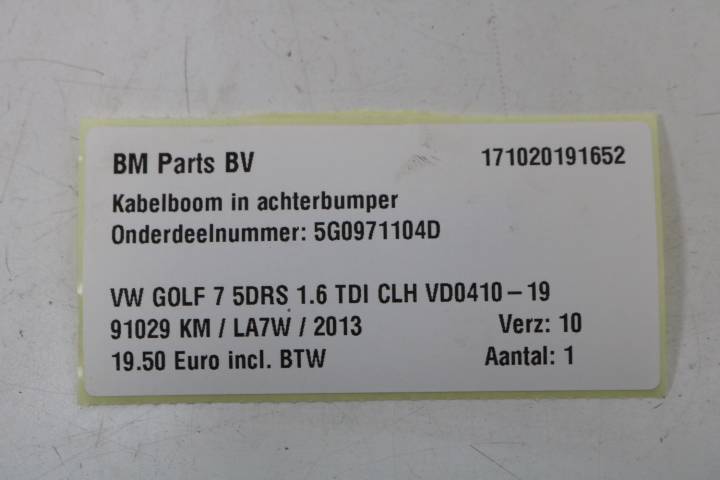 BM Parts BV 171020191652
Kabelboom in achterbumper
Onderdeelnummer: 5G0971104D
VW GOLF 7 5DRS 1.6 TDI CLH VD0410-19
91029 KM / LA7W / 2013 Verz: 10
19.50 Euro incl. BTW Aantal: 1